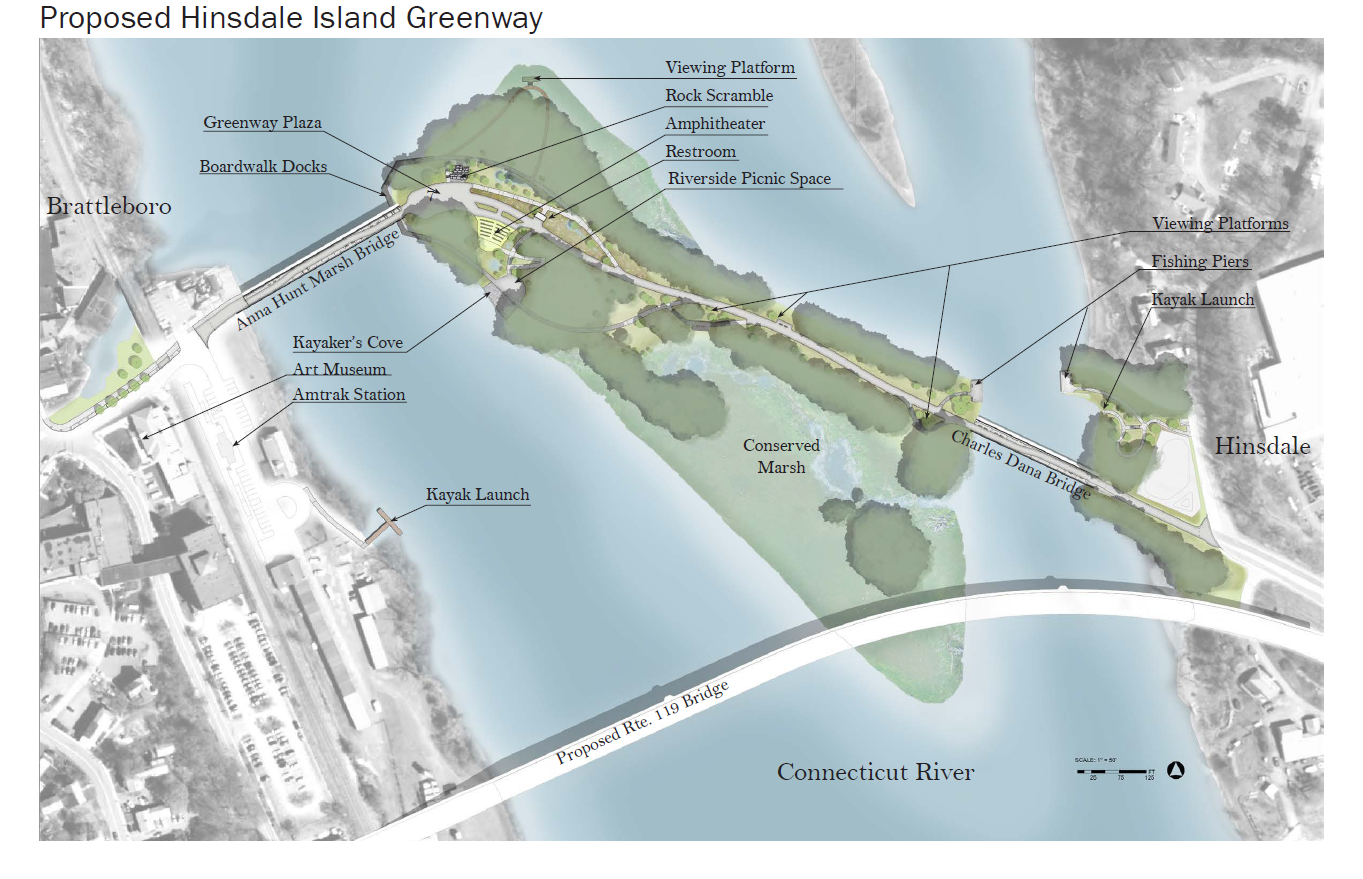 Proposed Hinsdale Island Greenway
Viewing Platform
Rock Scramble
Greenway Plaza
Amphitheater
Restroom
Boardwalk Docks
Riverside Picnic Space
Brattleboro
Viewing Platforms
Anna Hunt Marsh Bridge
Fishing Piers
Kayak Launch
Kayaker's Cove
Art Museum
Amtrak Station
Conserved
Marsh
Charles Dana Bridge
Hinsdale
Kayak Launch
Proposed Rte. 119 Bridge
Connecticut River
SCALE: 1" = 50'
FT
25 75 125